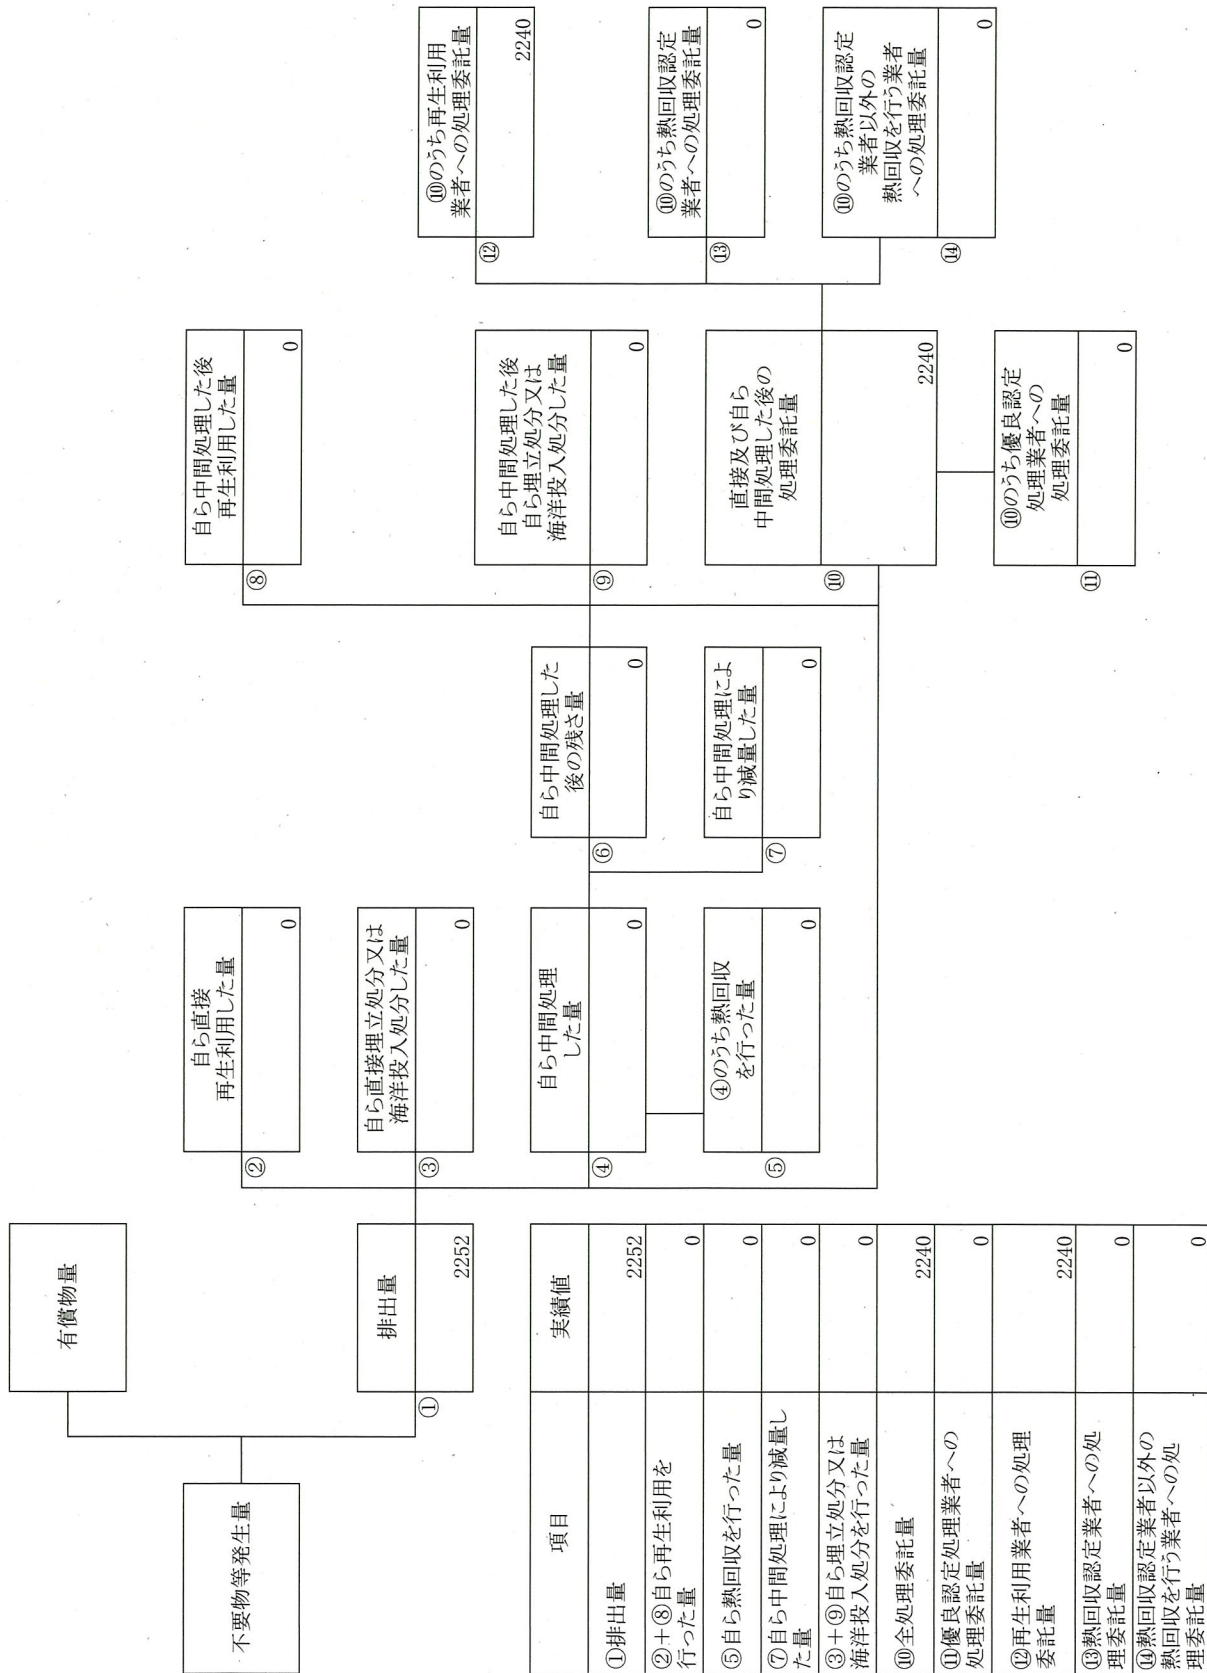 不要物等発生量
有償物量
①
排出量
2252
②
自ら直接
再生利用した量
0
③
自ら直接埋立処分又は
海洋投入処分した量
0
④
自ら中間処理
した量
0
⑤
④のうち熱回収
を行った量
0
⑥
自ら中間処理した
後の残さ量
0
⑦
自ら中間処理によ
り減量した量
0
⑧
自ら中間処理した後
再生利用した量
0
⑨
自ら中間処理した後
自ら埋立処分又は
海洋投入処分した量
0
⑩
直接及び自ら
中間処理した後の
処理委託量
2240
⑪
⑩のうち優良認定
処理業者への
処理委託量
0
⑫
⑩のうち再生利用
業者への処理委託量
2240
⑬
⑩のうち熱回収認定
業者への処理委託量
0
⑭
⑩のうち熱回収認定
業者以外の
熱回収を行う業者
への処理委託量
0
項目
実績値
①排出量
2252
②+⑧自ら再生利用を
行った量
0
⑤自ら熱回収を行った量
0
⑦自ら中間処理により減量し
た量
0
③+⑨自ら埋立処分又は
海洋投入処分を行った量
0
⑩全処理委託量
2240
⑪優良認定処理業者への
処理委託量
0
⑫再生利用業者への処理
委託量
2240
⑬熱回収認定業者への処
理委託量
0
⑭熱回収認定業者以外の
熱回収を行う業者への処
理委託量
0